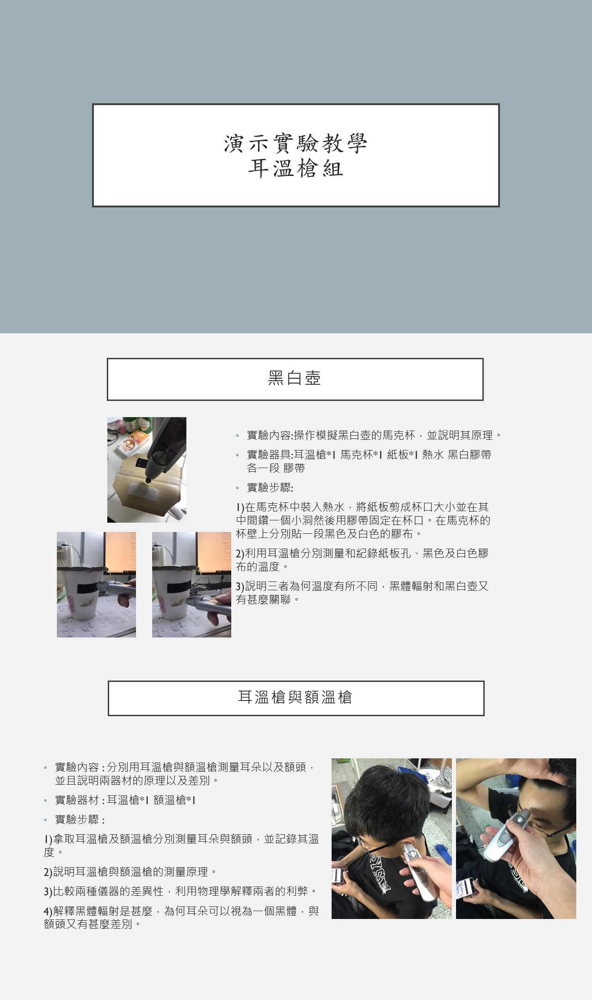 演示實驗教學
耳溫槍組
黑白壺
• 實驗內容:操作模擬黑白壺的馬克杯，並說明其原理。
• 實驗器具:耳溫槍*1 馬克杯*1 紙板*1 熱水 黑白膠帶
各一段 膠帶
• 實驗步驟:
1)在馬克杯中裝入熱水，將紙板剪成杯口大小並在其
中間鑽一個小洞然後用膠帶固定在杯口。在馬克杯的
杯壁上分別貼一段黑色及白色的膠布。
2)利用耳溫槍分別測量和紀錄紙板孔、黑色及白色膠
布的溫度。
3)說明三者為何溫度有所不同，黑體輻射和黑白壺又
有甚麼關聯。
耳溫槍與額溫槍
• 實驗內容 : 分別用耳溫槍與額溫槍測量耳朵以及額頭，
並且說明兩器材的原理以及差別。
• 實驗器材 : 耳溫槍*1 額溫槍*1
• 實驗步驟 :
1)拿取耳溫槍及額溫槍分別測量耳朵與額頭，並記錄其溫
度。
2)說明耳溫槍與額溫槍的測量原理。
3)比較兩種儀器的差異性，利用物理學解釋兩者的利弊。
4)解釋黑體輻射是甚麼，為何耳朵可以視為一個黑體，與
額頭又有甚麼差別。